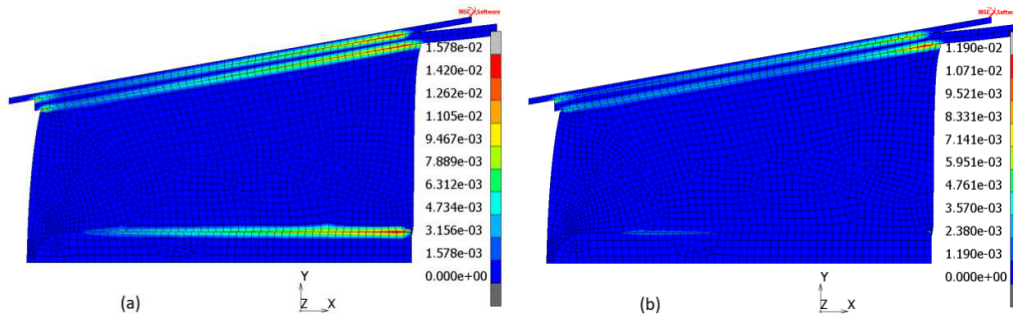 MSC Software
1.578e-02
1.420e-02
1.262e-02
1.105e-02
9.467e-03
7.889e-03
6.312e-03
4.734e-03
3.156e-03
1.578e-03
0.000e+00
Y
Z X
(a)
MSC Software
1.190e-02
1.071e-02
9.521e-03
8.331e-03
7.141e-03
5.951e-03
4.761e-03
3.570e-03
2.380e-03
1.190e-03
0.000e+00
Y
Z X
(b)